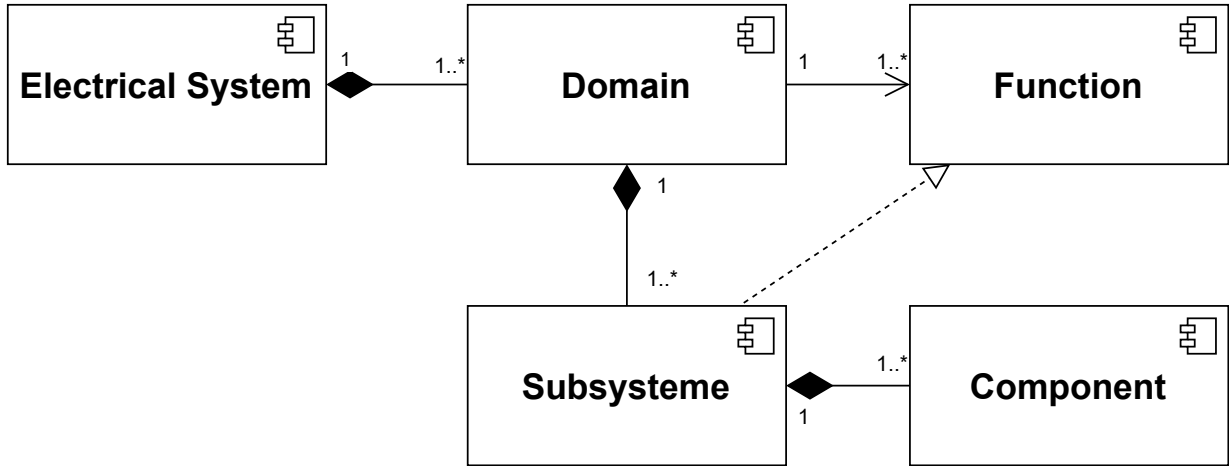 Electrical System
1
1..*
Domain
1
1..*
Function
1
1..*
Subsysteme
1
1..*
Component